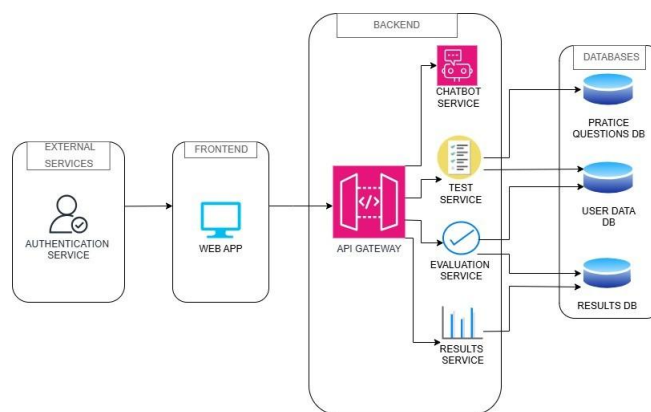 EXTERNAL
SERVICES
AUTHENTICATION
SERVICE
FRONTEND
WEB APP
BACKEND
API GATEWAY
CHATBOT
SERVICE
TEST
SERVICE
EVALUATION
SERVICE
RESULTS
SERVICE
DATABASES
PRATICE
QUESTIONS DB
USER DATA
DB
RESULTS DB